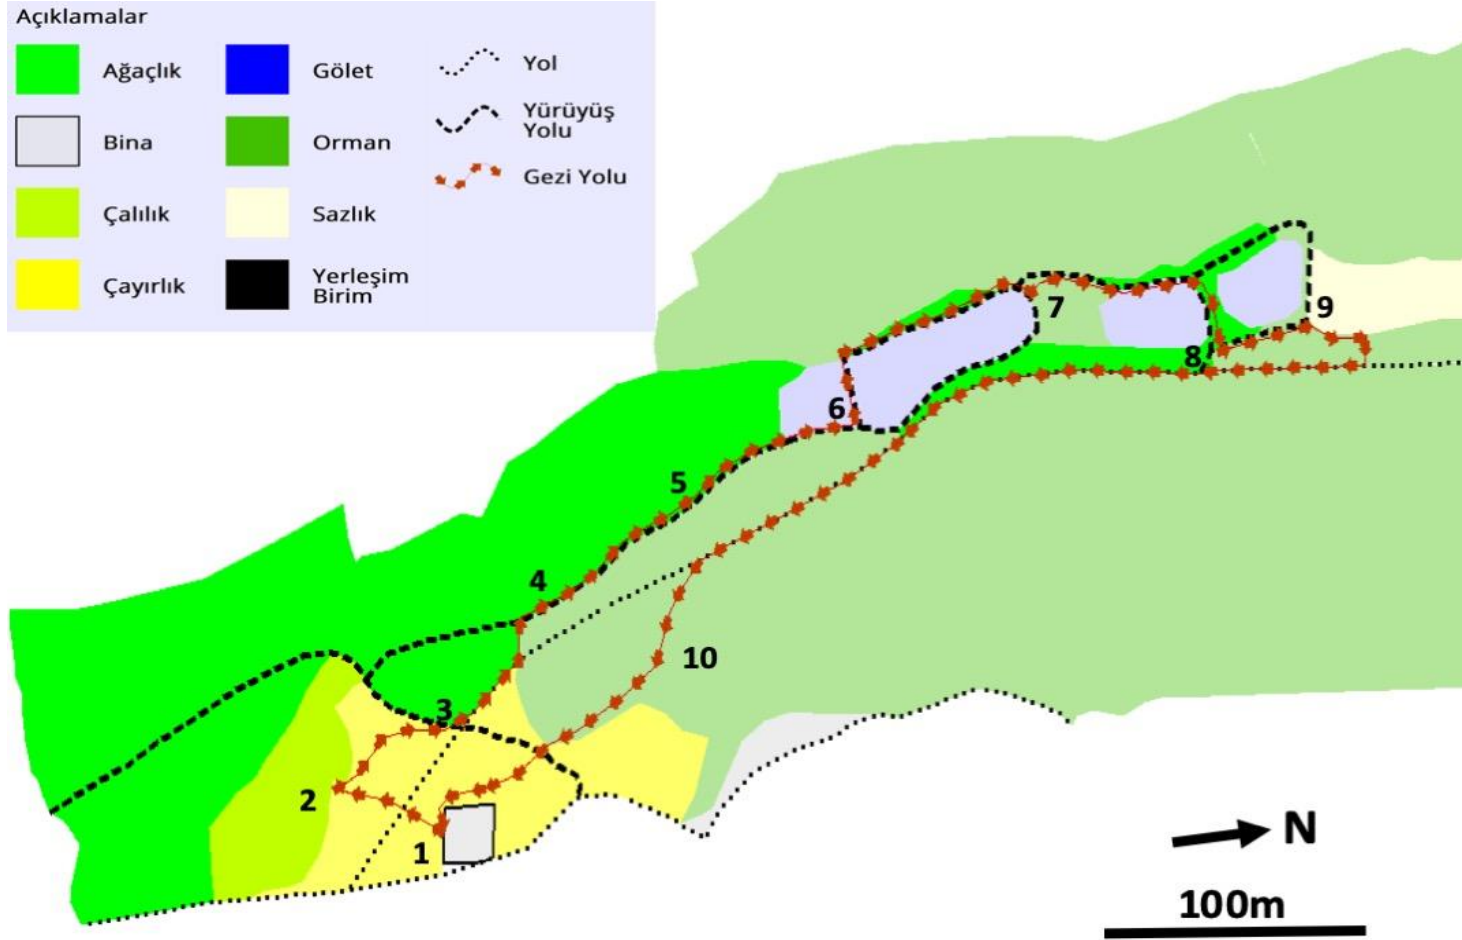 Açıklamalar
Ağaçlık
Bina
Çalılık
Çayırlık
Gölet
Orman
Sazlık
Yerleşim
Birim
Yol
Yürüyüş
Yolu
Gezi Yolu
7
9
8
6
5
4
10
3
2
1
N
100m